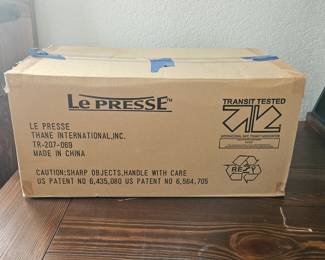 Le PRESSE™
TRANSIT TESTED
LE PRESSE
THANE INTERNATIONAL,INC.
TR-207-069
MADE IN CHINA
CAUTION:SHARP OBJECTS,HANDLE WITH CARE
US PATENT NO 6,435,080 US PATENT NO 6,564,705